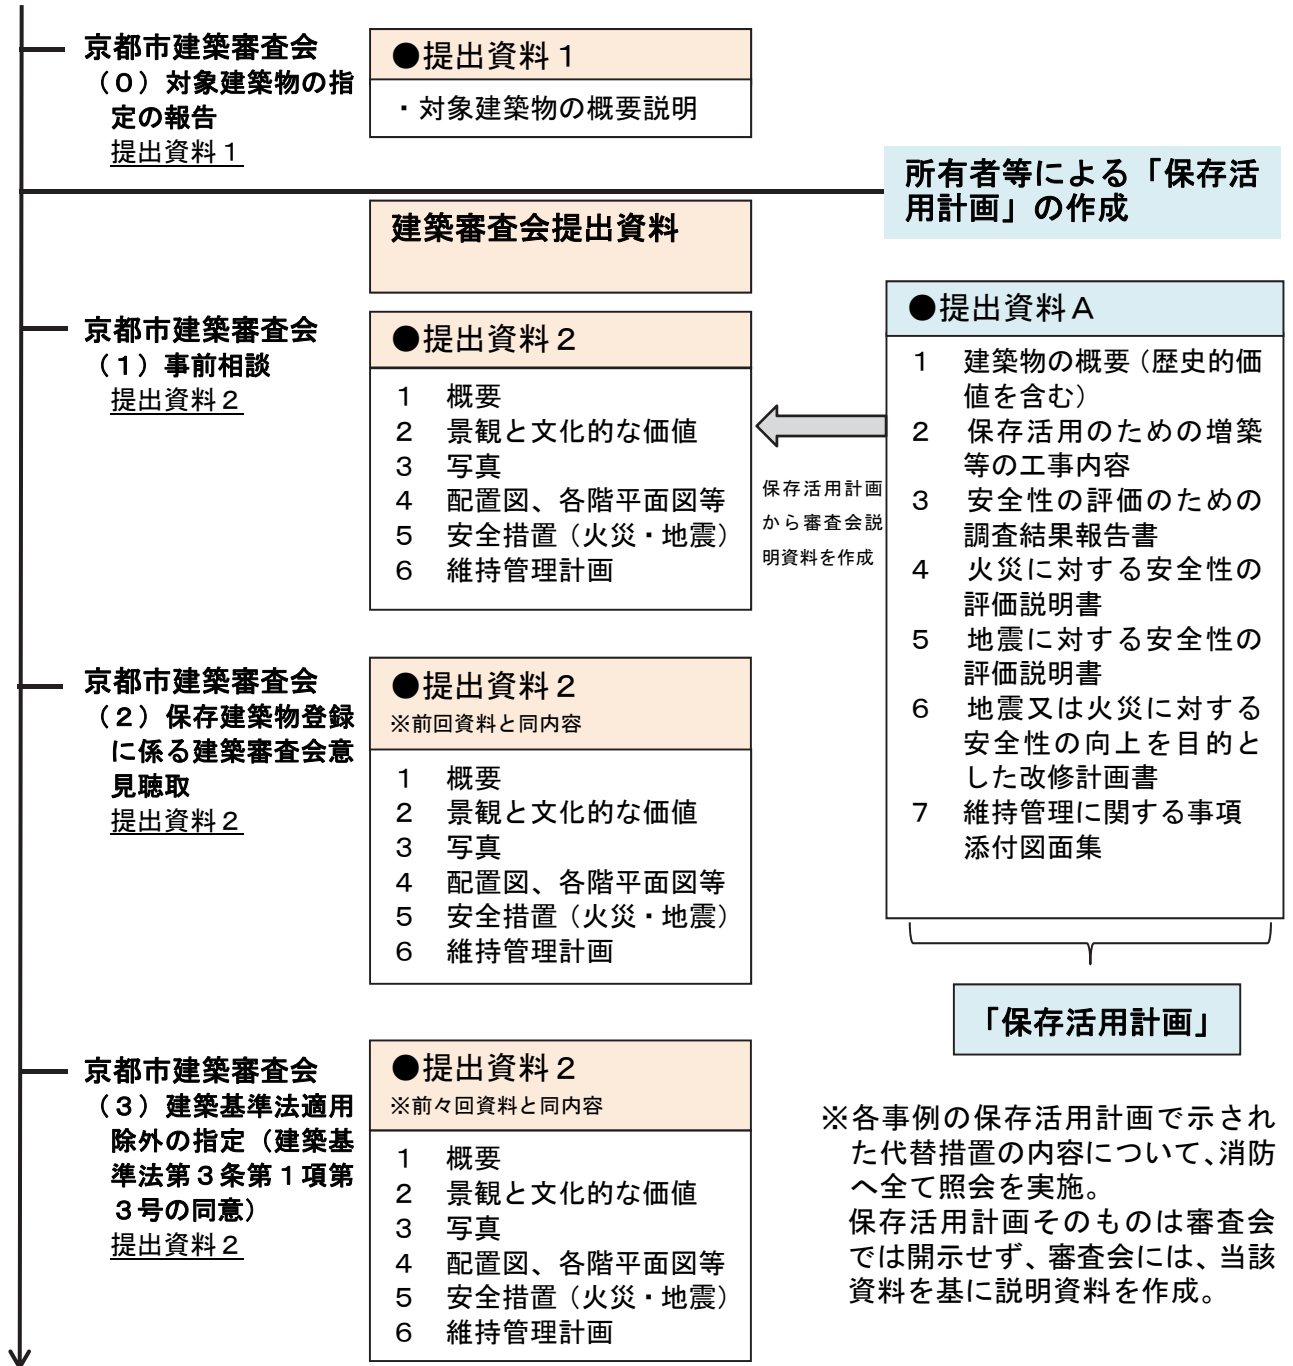 京都市建築審査会
(０)対象建築物の指
定の報告
提出資料１
●提出資料１
・対象建築物の概要説明
所有者等による「保存活
用計画」の作成
建築審査会提出資料
京都市建築審査会
(１)事前相談
提出資料２
●提出資料２
１ 概要
２ 景観と文化的な価値
３ 写真
４ 配置図、各階平面図等
５ 安全措置(火災・地震)
６ 維持管理計画
保存活用計画
から審査会説
明資料を作成
●提出資料Ａ
１ 建築物の概要(歴史的価
値を含む)
２ 保存活用のための増築
等の工事内容
３ 安全性の評価のための
調査結果報告書
４ 火災に対する安全性の
評価説明書
５ 地震に対する安全性の
評価説明書
６ 地震又は火災に対する
安全性の向上を目的と
した改修計画書
７ 維持管理に関する事項
添付図面集
「保存活用計画」
京都市建築審査会
(２)保存建築物登録
に係る建築審査会意
見聴取
提出資料２
●提出資料２
※前回資料と同内容
１ 概要
２ 景観と文化的な価値
３ 写真
４ 配置図、各階平面図等
５ 安全措置(火災・地震)
６ 維持管理計画
京都市建築審査会
(３)建築基準法適用
除外の指定(建築基
準法第３条第１項第
３号の同意)
提出資料２
●提出資料２
※前々回資料と同内容
１ 概要
２ 景観と文化的な価値
３ 写真
４ 配置図、各階平面図等
５ 安全措置(火災・地震)
６ 維持管理計画
※各事例の保存活用計画で示され
た代替措置の内容について、消防
へ全て照会を実施。
保存活用計画そのものは審査会
では開示せず、審査会には、当該
資料を基に説明資料を作成。